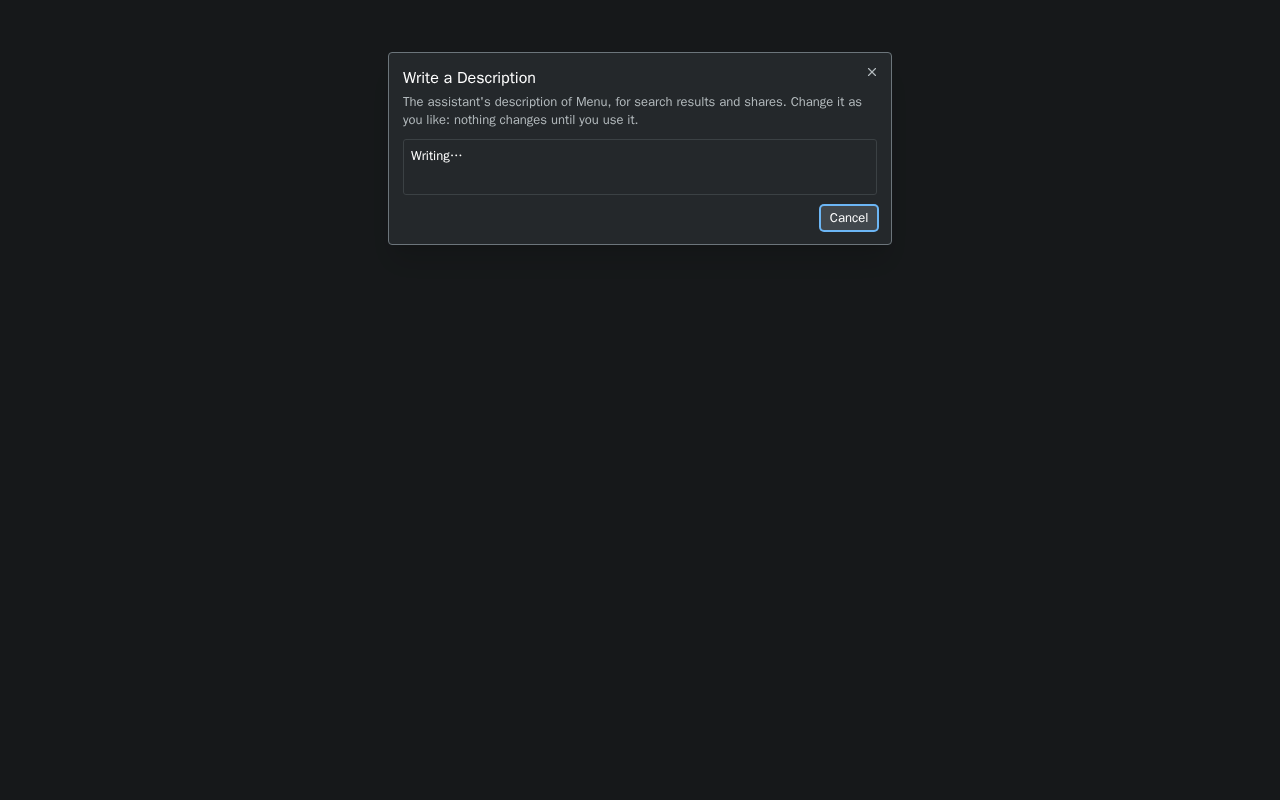 Write a Description
×
The assistant's description of Menu, for search results and shares. Change it as
you like: nothing changes until you use it.
Writing…
Cancel